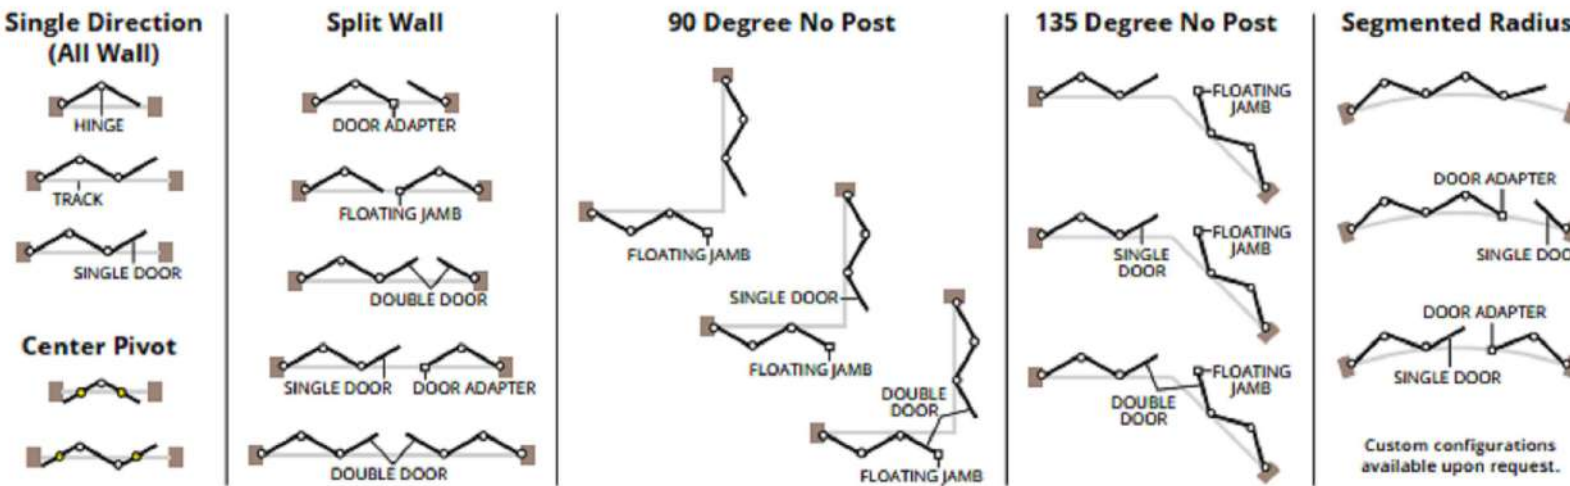 Single Direction
(All Wall)
HINGE
TRACK
SINGLE DOOR
Center Pivot
Split Wall
DOOR ADAPTER
FLOATING JAMB
DOUBLE DOOR
SINGLE DOOR
DOOR ADAPTER
DOUBLE DOOR
90 Degree No Post
FLOATING JAMB
SINGLE DOOR
FLOATING JAMB
DOUBLE
DOOR
FLOATING JAMB
135 Degree No Post
FLOATING
JAMB
FLOATING
JAMB
SINGLE
DOOR
FLOATING
JAMB
DOUBLE
DOOR
Segmented Radius
DOOR ADAPTER
SINGLE DOO
DOOR ADAPTER
SINGLE DOOR
Custom configurations
available upon request.